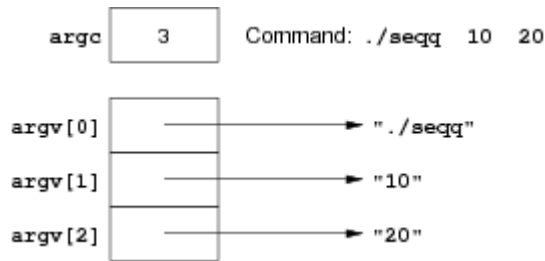 argc 3 Command: ./seqq 10 20
argv[0] "./seqq"
argv[1] "10"
argv[2] "20"